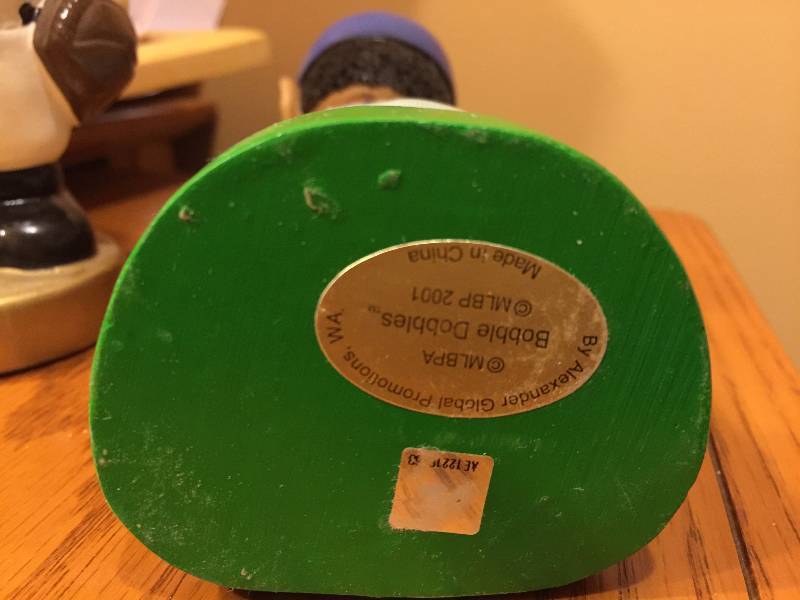 By Alexander Global Promotions, WA.
©MLBPA
Bobble Dobbles™
©MLBP 2001
Made in China